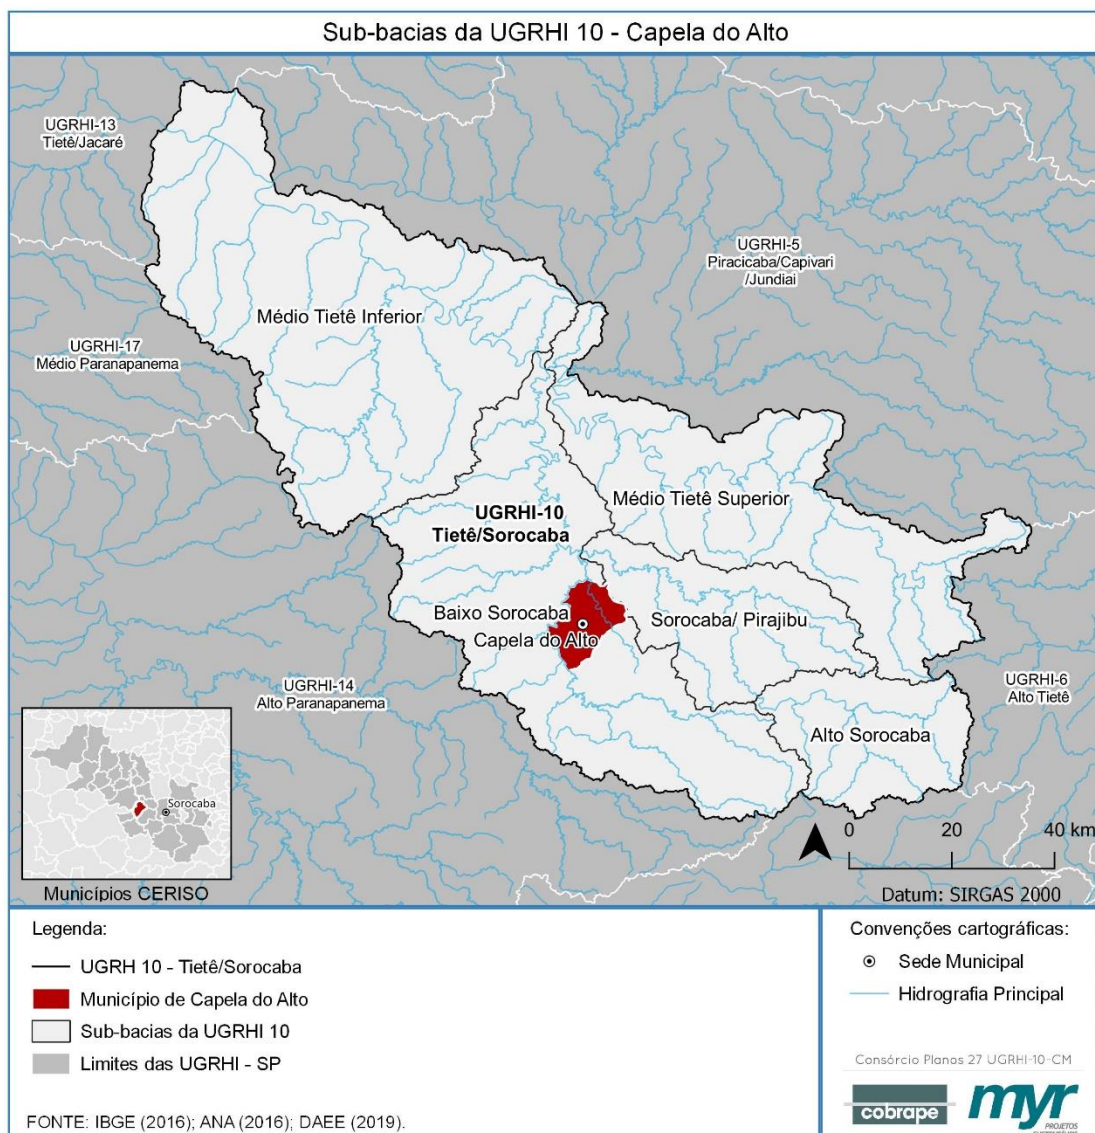 Sub-bacias da UGRHI 10 - Capela do Alto
UGRHI-13
Tietê/Jacaré
UGRHI-5
Piracicaba/Capivari
/Jundiai
Médio Tietê Inferior
UGRHI-17
Médio Paranapanema
Médio Tietê Superior
UGRHI-10
Tietê/Sorocaba
Baixo Sorocaba
Capela do Alto
Sorocaba/ Pirajibu
UGRHI-14
Alto Paranapanema
UGRHI-6
Alto Tietê
Alto Sorocaba
Sorocaba
Municípios CERISO
0 20 40 km
Datum: SIRGAS 2000
Legenda:
UGRH 10 - Tietê/Sorocaba
Município de Capela do Alto
Sub-bacias da UGRHI 10
Limites das UGRHI - SP
FONTE: IBGE (2016); ANA (2016); DAEE (2019).
Convenções cartográficas:
Sede Municipal
Hidrografia Principal
Consórcio Planos 27 UGRHI-10-CM
cobrape
myr
PROJETOS